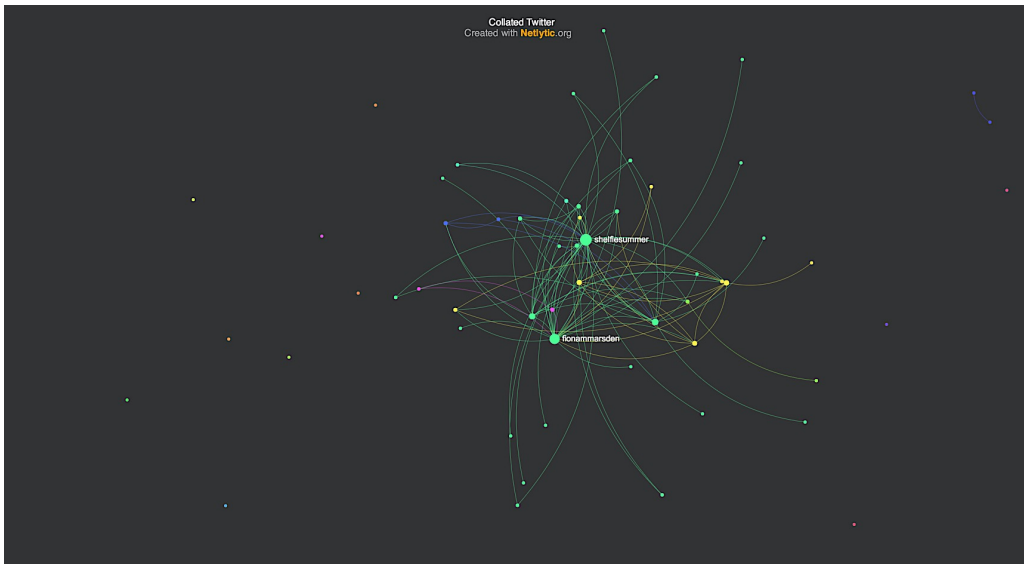 Collated Twitter
Created with Netlytic.org
shelfiesummer
fionammarsden